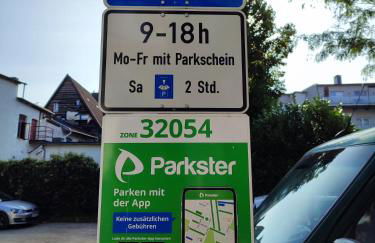 9-18h
Mo-Fr mit Parkschein
Sa P 2 Std.
ZONE 32054
Parkster
Parken mit
der App
Keine zusätzlichen
Gebühren
Parkster